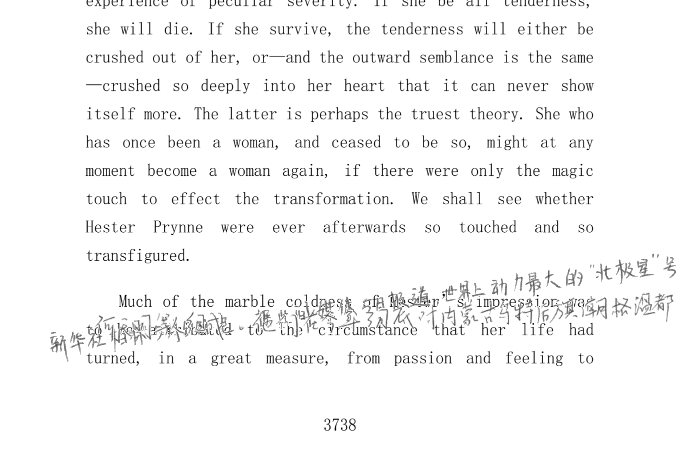 experience of peculiar severity. If she be all tenderness,
she will die. If she survive, the tenderness will either be
crushed out of her, or—and the outward semblance is the same
—crushed so deeply into her heart that it can never show
itself more. The latter is perhaps the truest theory. She who
has once been a woman, and ceased to be so, might at any
moment become a woman again, if there were only the magic
touch to effect the transformation. We shall see whether
Hester Prynne were ever afterwards so touched and so
transfigured.
Much of the marble coldness of Hester's impression was
世界上动力最大的“北极星”号
to the circumstance that her life had
新华社
对内蒙古
turned, in a great measure, from passion and feeling to
3738